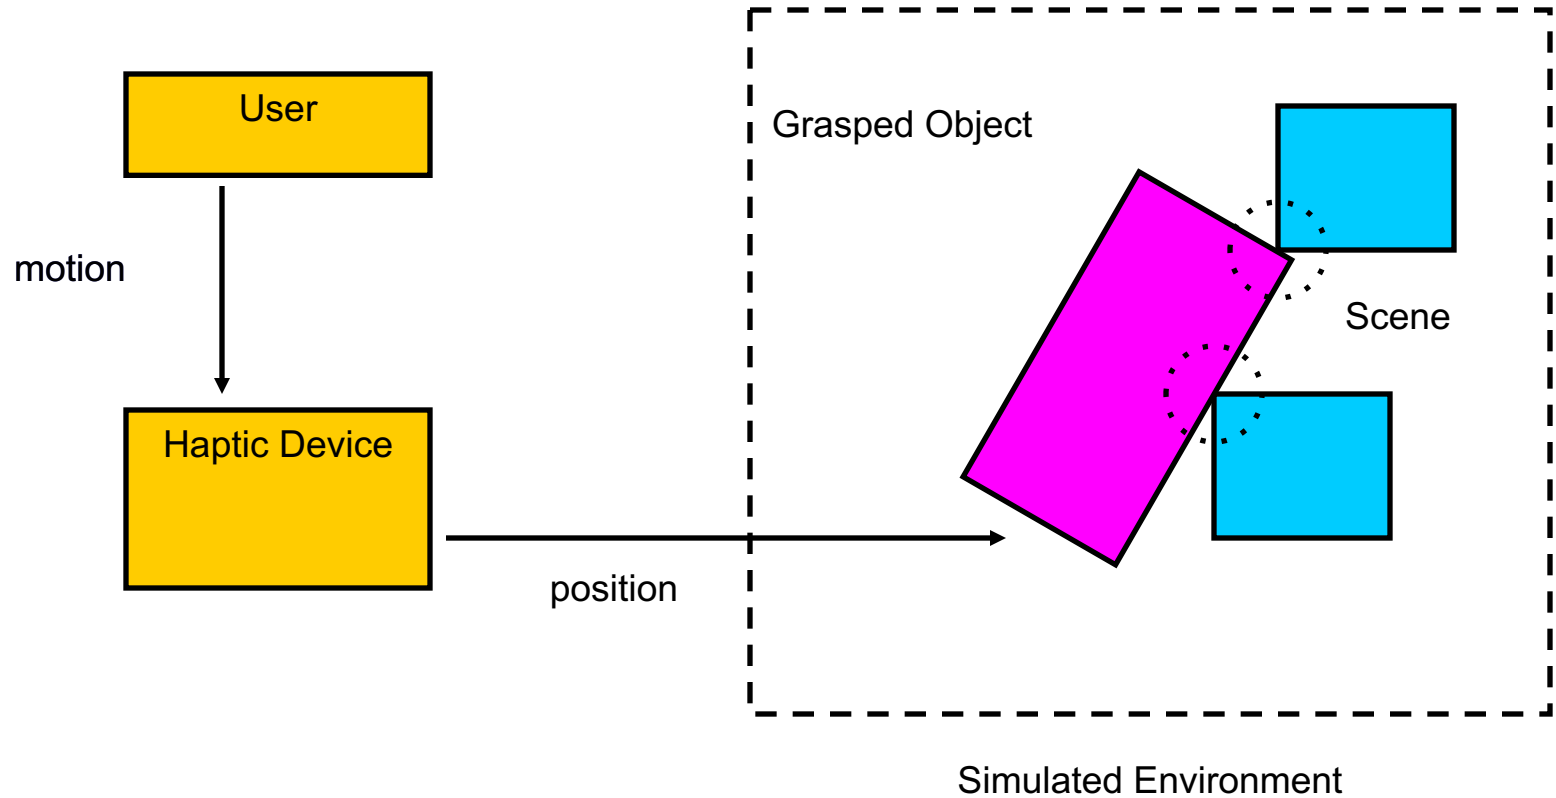 User
Grasped Object
motion
Scene
Haptic Device
position
Simulated Environment